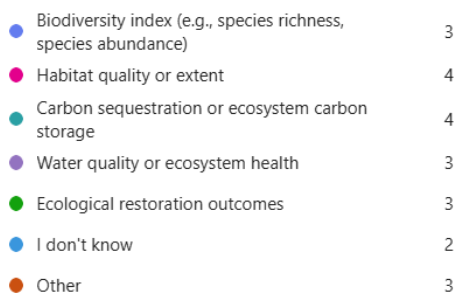 Biodiversity index (e.g., species richness,
species abundance) 3
Habitat quality or extent 4
Carbon sequestration or ecosystem carbon
storage 4
Water quality or ecosystem health 3
Ecological restoration outcomes 3
I don't know 2
Other 3